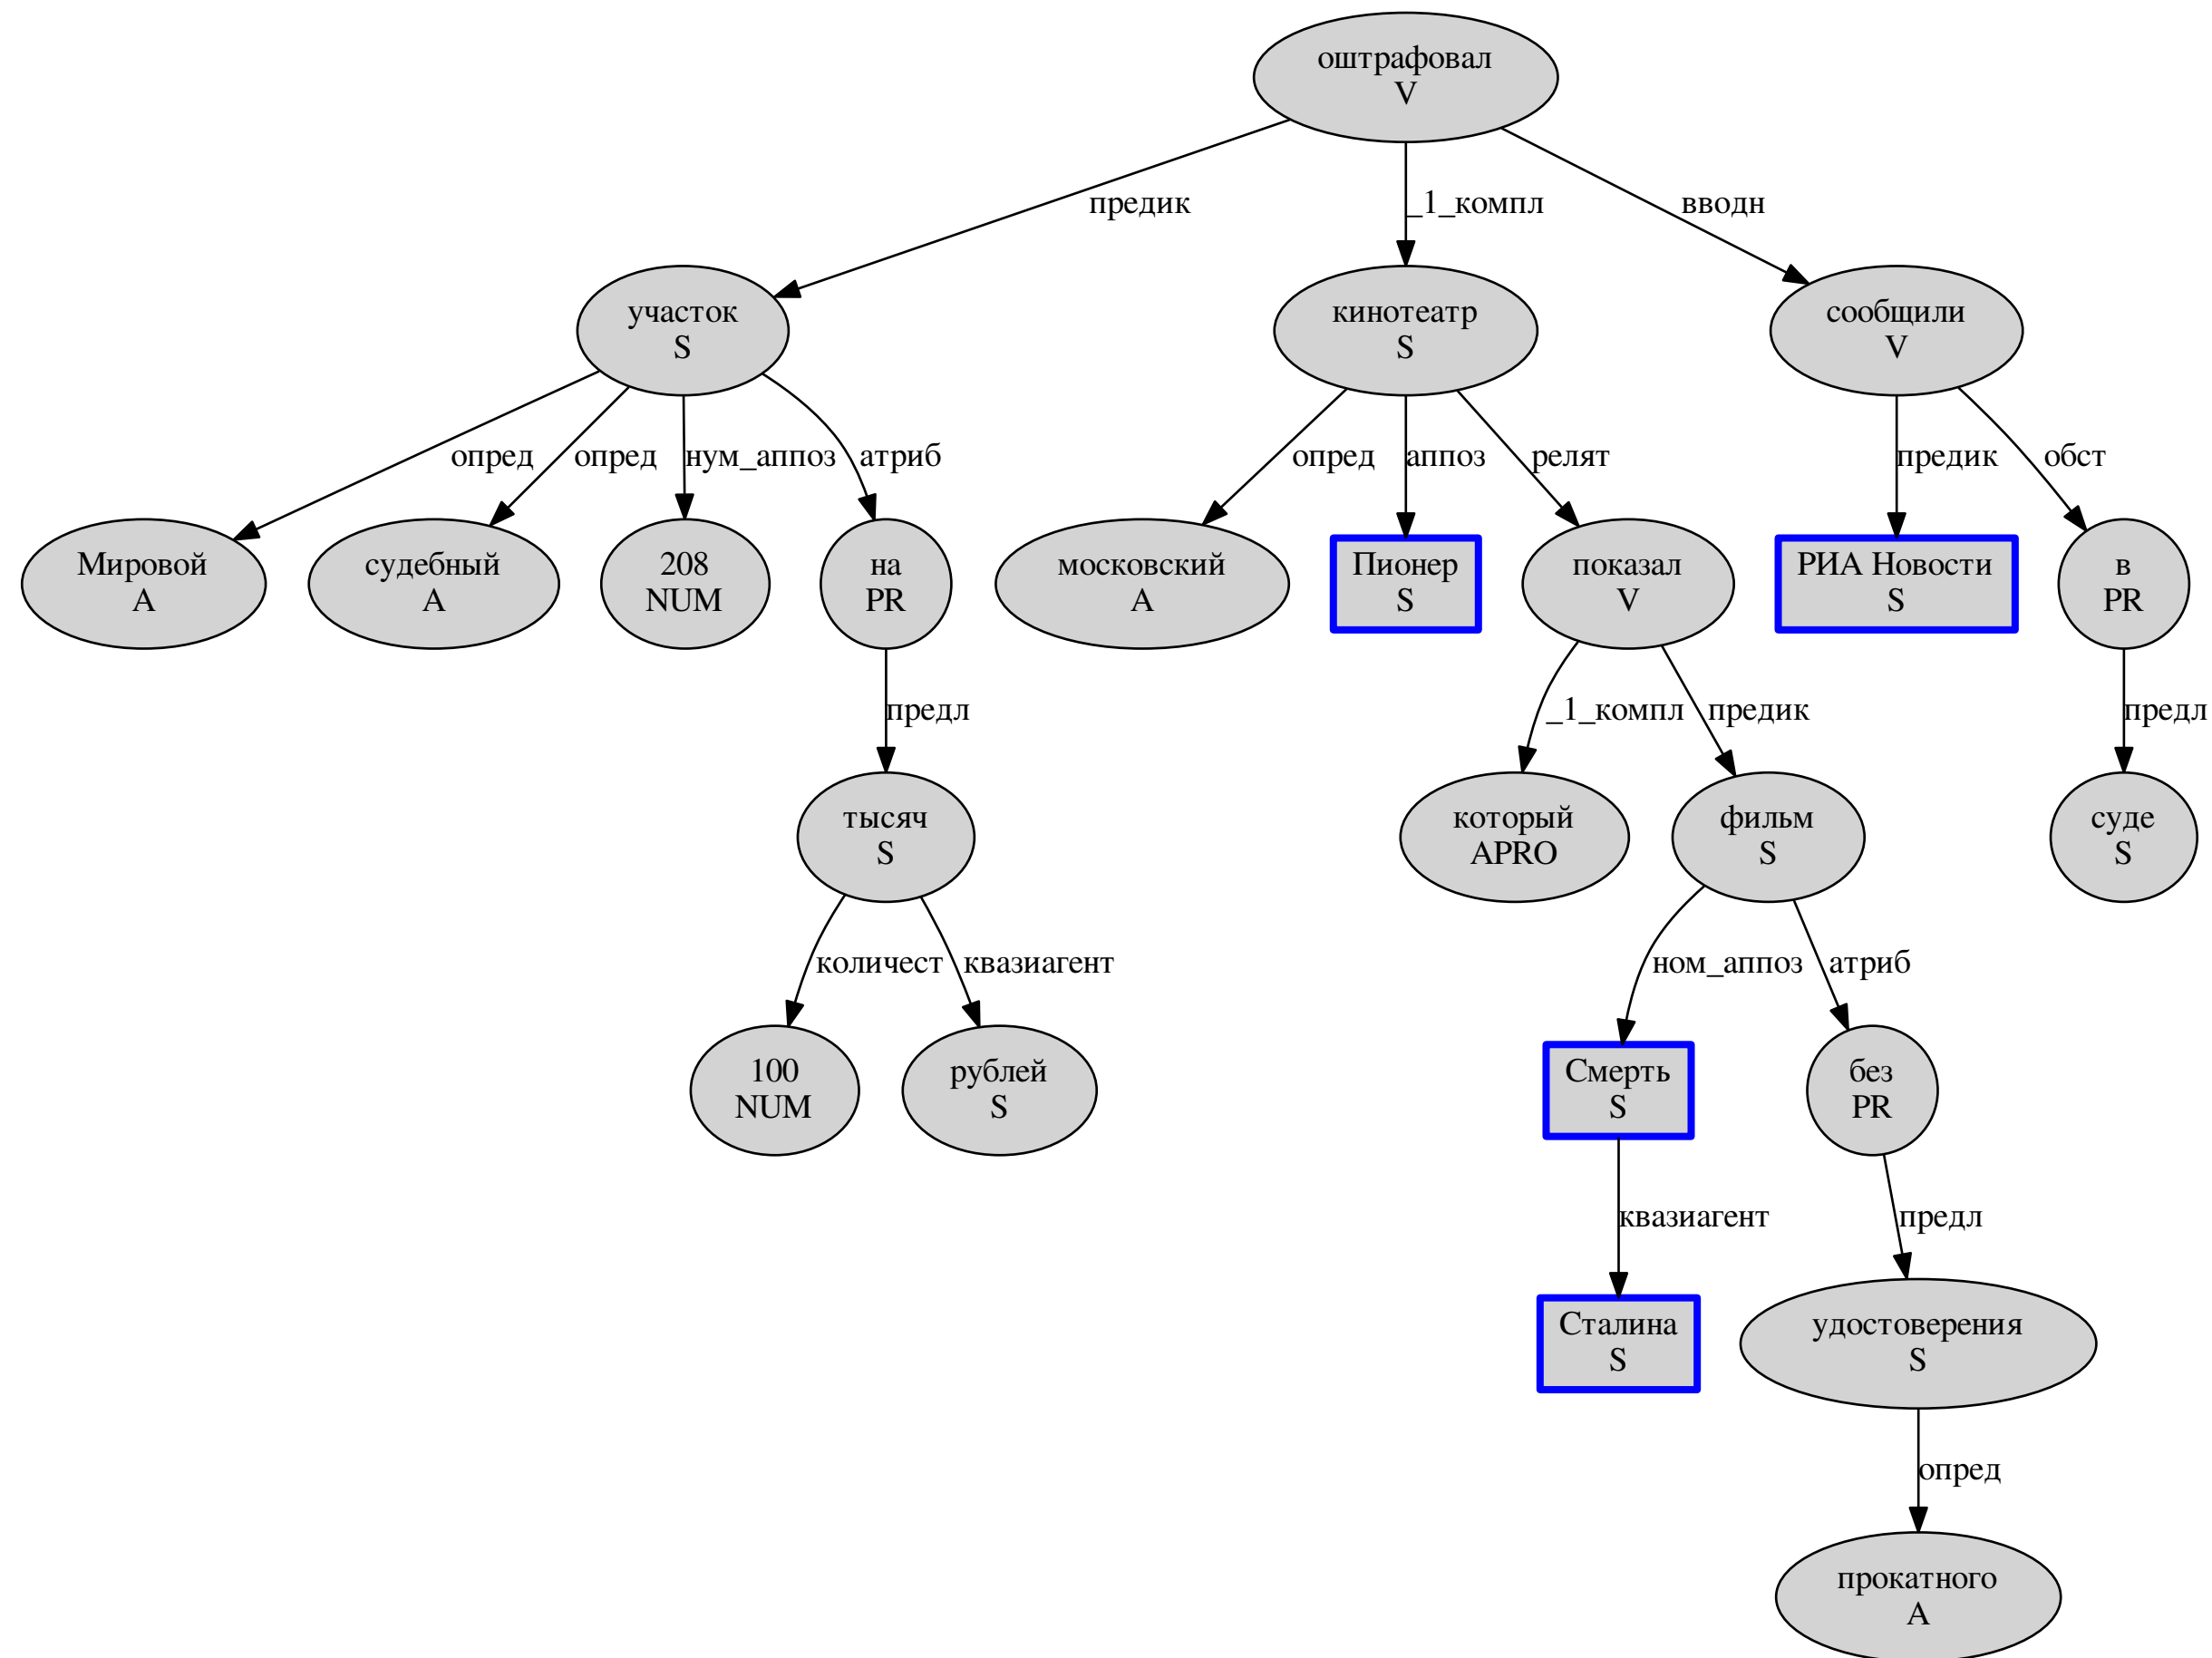 оштрафовал
V
предик
_1_компл
вводн
участок
S
кинотеатр
S
сообщили
V
опред
опред
нум_аппоз
атриб
опред
аппоз
релят
предик
обст
Мировой
A
судебный
A
208
NUM
на
PR
московский
A
Пионер
S
показал
V
РИА Новости
S
в
PR
предл
_1_компл
предик
предл
тысяч
S
который
APRO
фильм
S
суде
S
количест
квазиагент
ном_аппоз
атриб
100
NUM
рублей
S
Смерть
S
без
PR
квазиагент
предл
Сталина
S
удостоверения
S
опред
прокатного
A